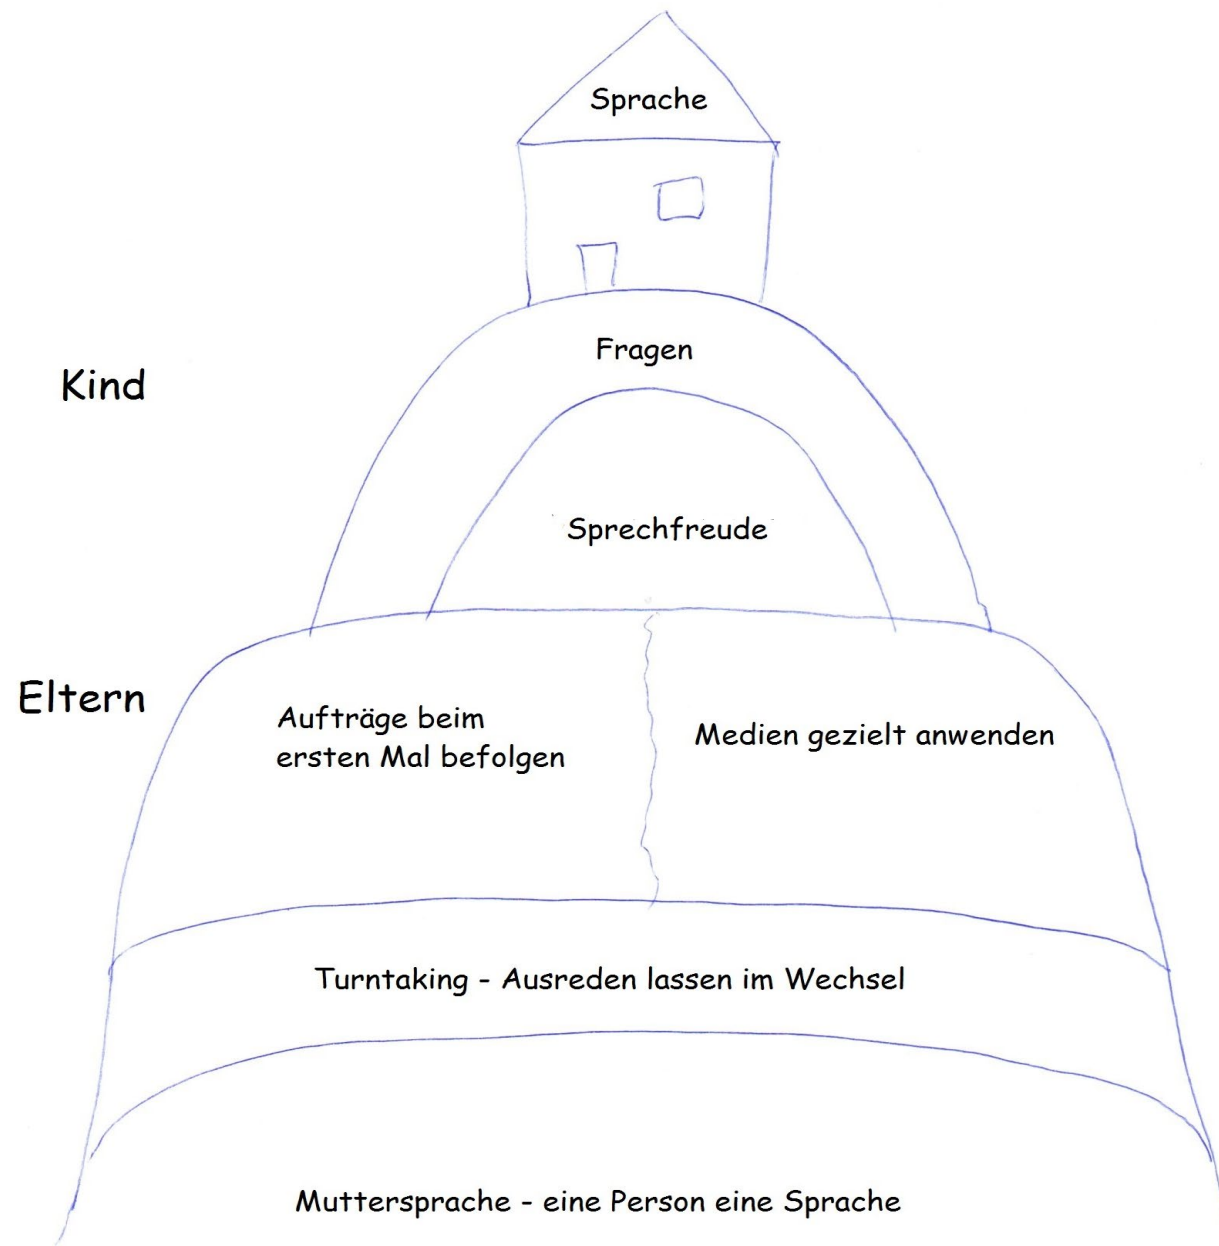 Sprache
Fragen
Kind
Sprechfreude
Eltern
Aufträge beim
ersten Mal befolgen
Medien gezielt anwenden
Turntaking - Ausreden lassen im Wechsel
Muttersprache - eine Person eine Sprache